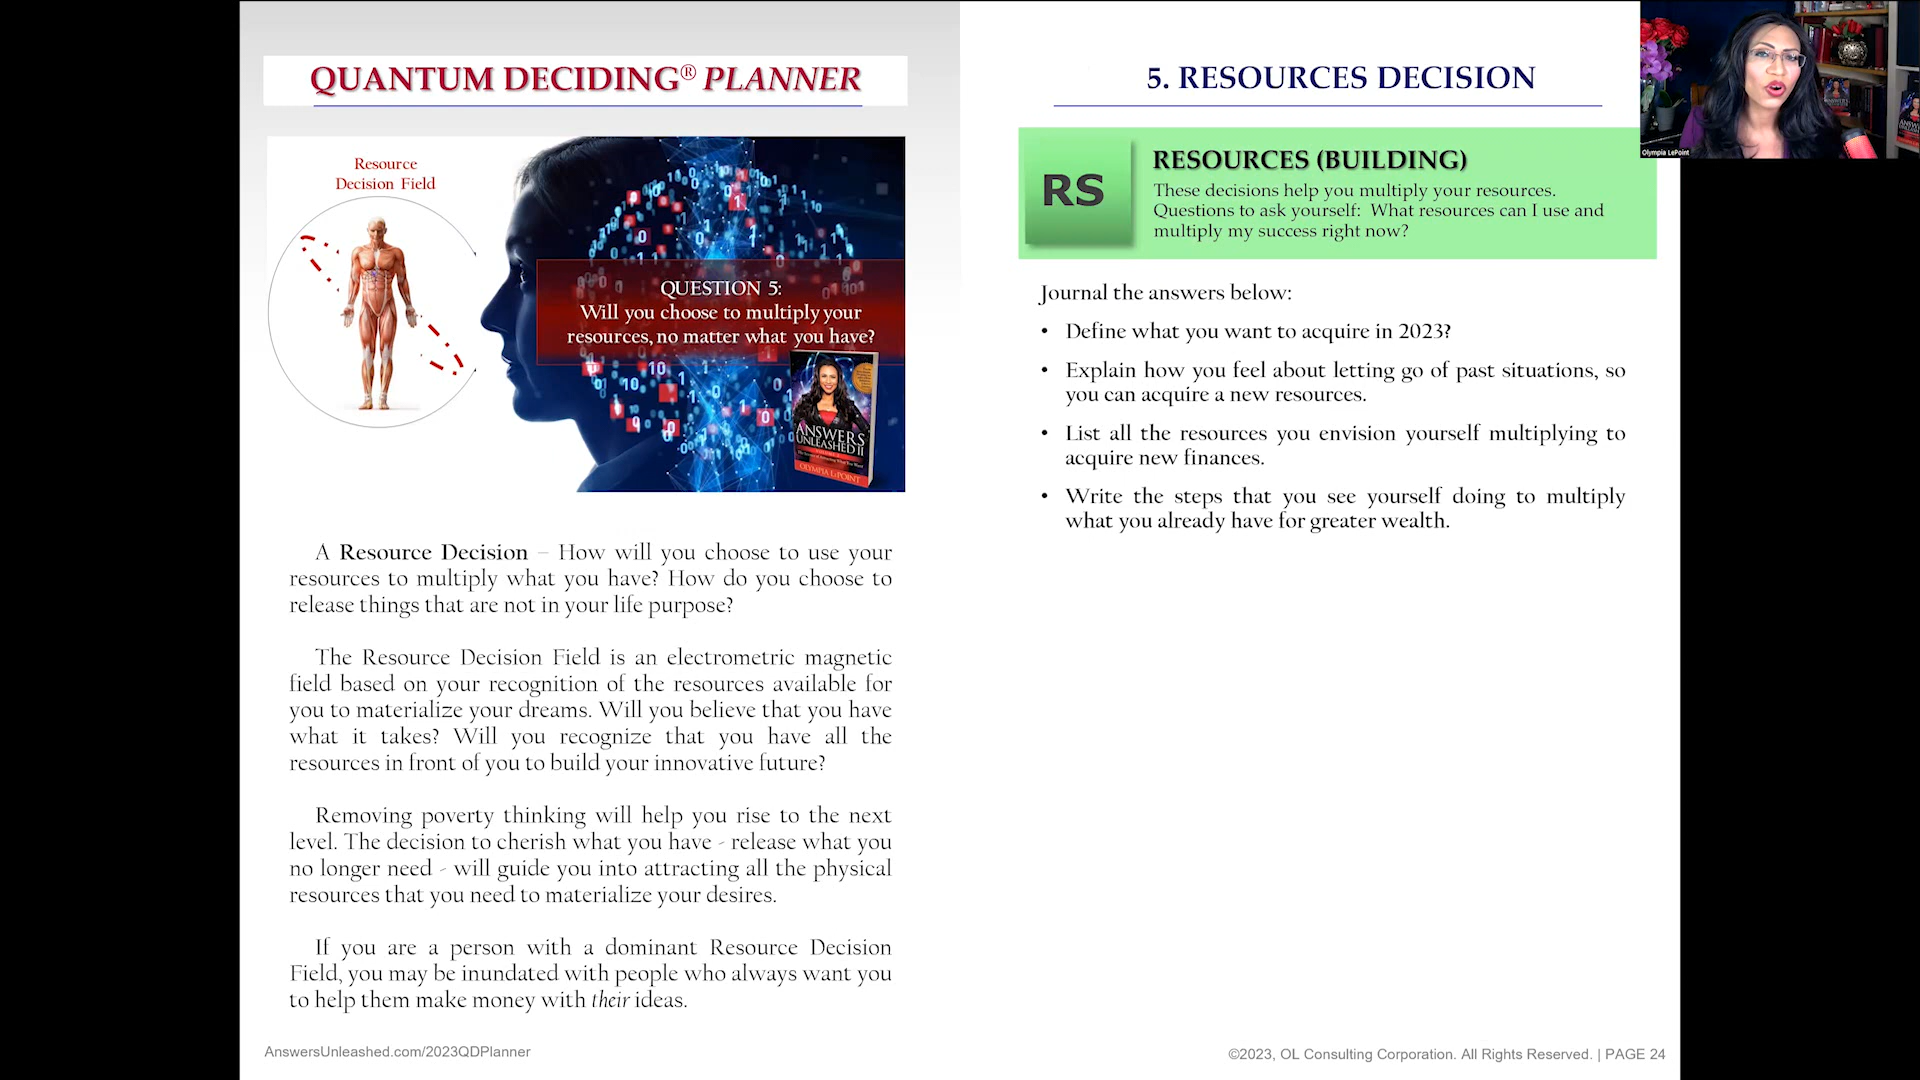 QUANTUM DECIDING® PLANNER
Resource
Decision Field
QUESTION 5:
Will you choose to multiply your
resources, no matter what you have?
ANSWERS
UNLEASHED II
OLYMPIA LEPOINT
A Resource Decision – How will you choose to use your
resources to multiply what you have? How do you choose to
release things that are not in your life purpose?
The Resource Decision Field is an electrometric magnetic
field based on your recognition of the resources available for
you to materialize your dreams. Will you believe that you have
what it takes? Will you recognize that you have all the
resources in front of you to build your innovative future?
Removing poverty thinking will help you rise to the next
level. The decision to cherish what you have - release what you
no longer need - will guide you into attracting all the physical
resources that you need to materialize your desires.
If you are a person with a dominant Resource Decision
Field, you may be inundated with people who always want you
to help them make money with their ideas.
AnswersUnleashed.com/2023QDPlanner
5. RESOURCES DECISION
RS
RESOURCES (BUILDING)
These decisions help you multiply your resources.
Questions to ask yourself: What resources can I use and
multiply my success right now?
Journal the answers below:
• Define what you want to acquire in 2023?
• Explain how you feel about letting go of past situations, so
you can acquire a new resources.
• List all the resources you envision yourself multiplying to
acquire new finances.
• Write the steps that you see yourself doing to multiply
what you already have for greater wealth.
©2023, OL Consulting Corporation. All Rights Reserved. | PAGE 24
Olympia LePoint